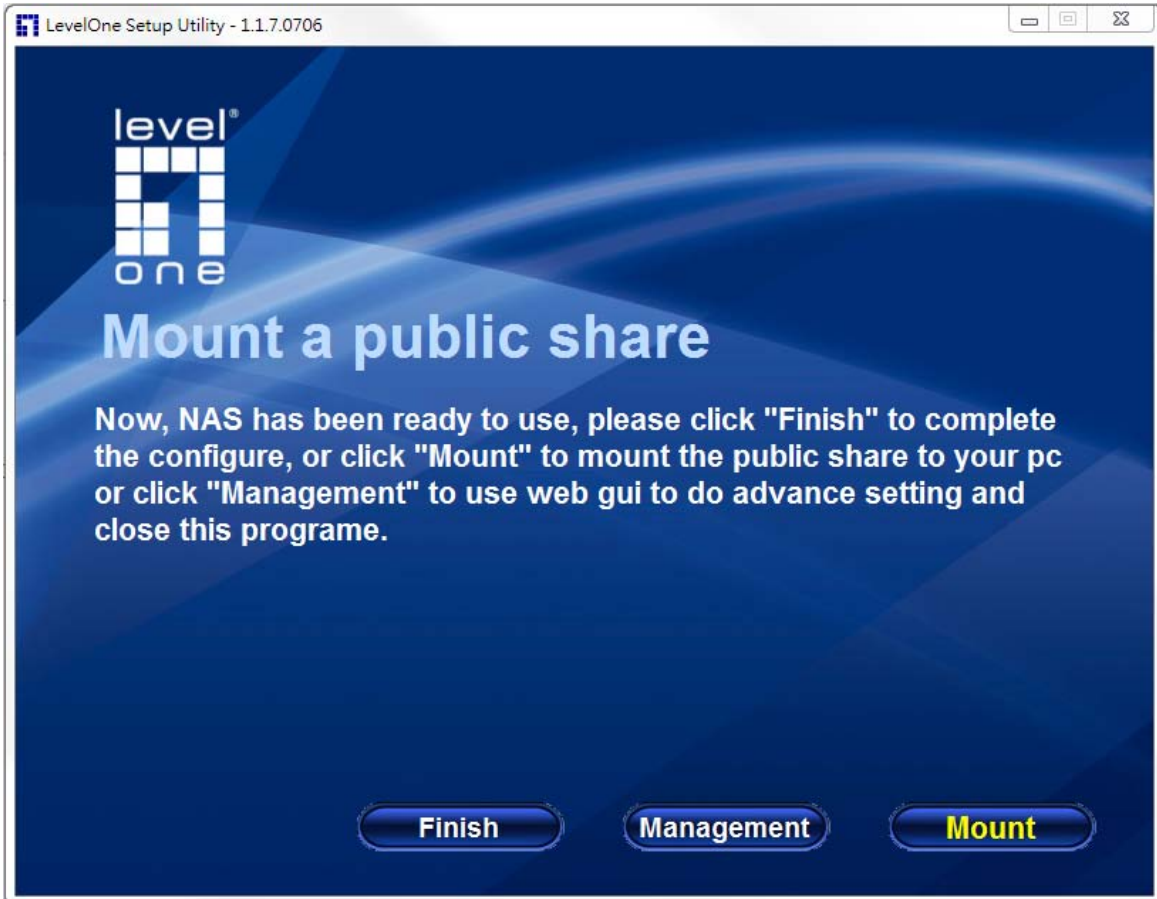 LevelOne Setup Utility - 1.1.7.0706
level®
one
Mount a public share
Now, NAS has been ready to use, please click "Finish" to complete
the configure, or click "Mount" to mount the public share to your pc
or click "Management" to use web gui to do advance setting and
close this programe.
Finish Management Mount